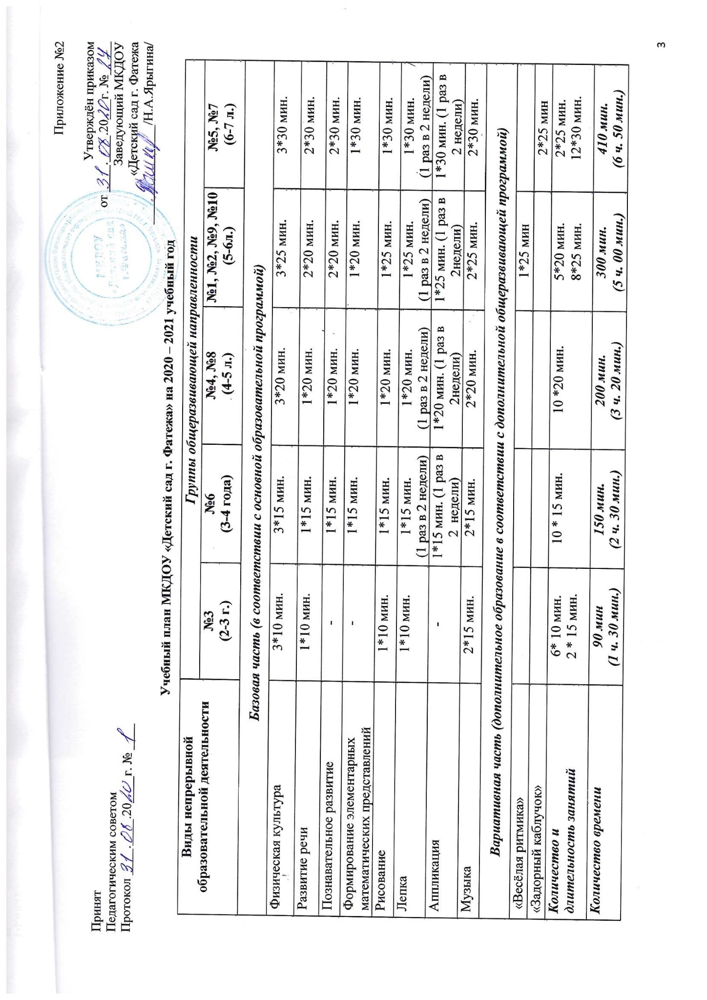 Приложение №2
Принят
Педагогическим советом
Протокол 31.08.2020 г. № 1
Утверждён приказом
от 31.08.2020г. № 27
Заведующий МКДОУ
«Детский сад г. Фатежа
/Н.А.Ярыгина/
МКДОУ
«Детский сад
г. Фатежа»
Учебный план МКДОУ «Детский сад г. Фатежа» на 2020 – 2021 учебный год
Виды непрерывной
образовательной деятельности
Группы общеразвивающей направленности
№3
(2-3 г.)
№6
(3-4 года)
№4, №8
(4-5 л.)
№1, №2, №9, №10
(5-6л.)
№5, №7
(6-7 л.)
Базовая часть (в соответствии с основной образовательной программой)
Физическая культура 3*10 мин. 3*15 мин. 3*20 мин. 3*25 мин. 3*30 мин.
Развитие речи 1*10 мин. 1*15 мин. 1*20 мин. 2*20 мин. 2*30 мин.
Познавательное развитие - 1*15 мин. 1*20 мин. 2*20 мин. 2*30 мин.
Формирование элементарных
математических представлений
- 1*15 мин. 1*20 мин. 1*20 мин. 1*30 мин.
Рисование 1*10 мин. 1*15 мин. 1*20 мин. 1*25 мин. 1*30 мин.
Лепка 1*10 мин. 1*15 мин. 1*20 мин. 1*25 мин. 1*30 мин.
(1 раз в 2 недели) (1 раз в 2 недели) (1 раз в 2 недели) (1 раз в 2 недели)
Аппликация - 1*15 мин. (1 раз в 1*20 мин. (1 раз в 1*25 мин. (1 раз в 1*30 мин. (1 раз в
2 недели) 2недели) 2недели) 2 недели)
Музыка 2*15 мин. 2*15 мин. 2*20 мин. 2*25 мин. 2*30 мин.
Вариативная часть (дополнительное образование в соответствии с дополнительной общеразвивающей программой)
«Весёлая ритмика» 1*25 мин
«Задорный каблучок» 2*25 мин
Количество и 6* 10 мин. 10 * 15 мин. 10 *20 мин. 5*20 мин. 2*25 мин.
длительность занятий 2 * 15 мин. 8*25 мин. 12*30 мин.
Количество времени 90 мин 150 мин. 200 мин. 300 мин. 410 мин.
(1 ч. 30 мин.) (2 ч. 30 мин.) (3 ч. 20 мин.) (5 ч. 00 мин.) (6 ч. 50 мин.)
3